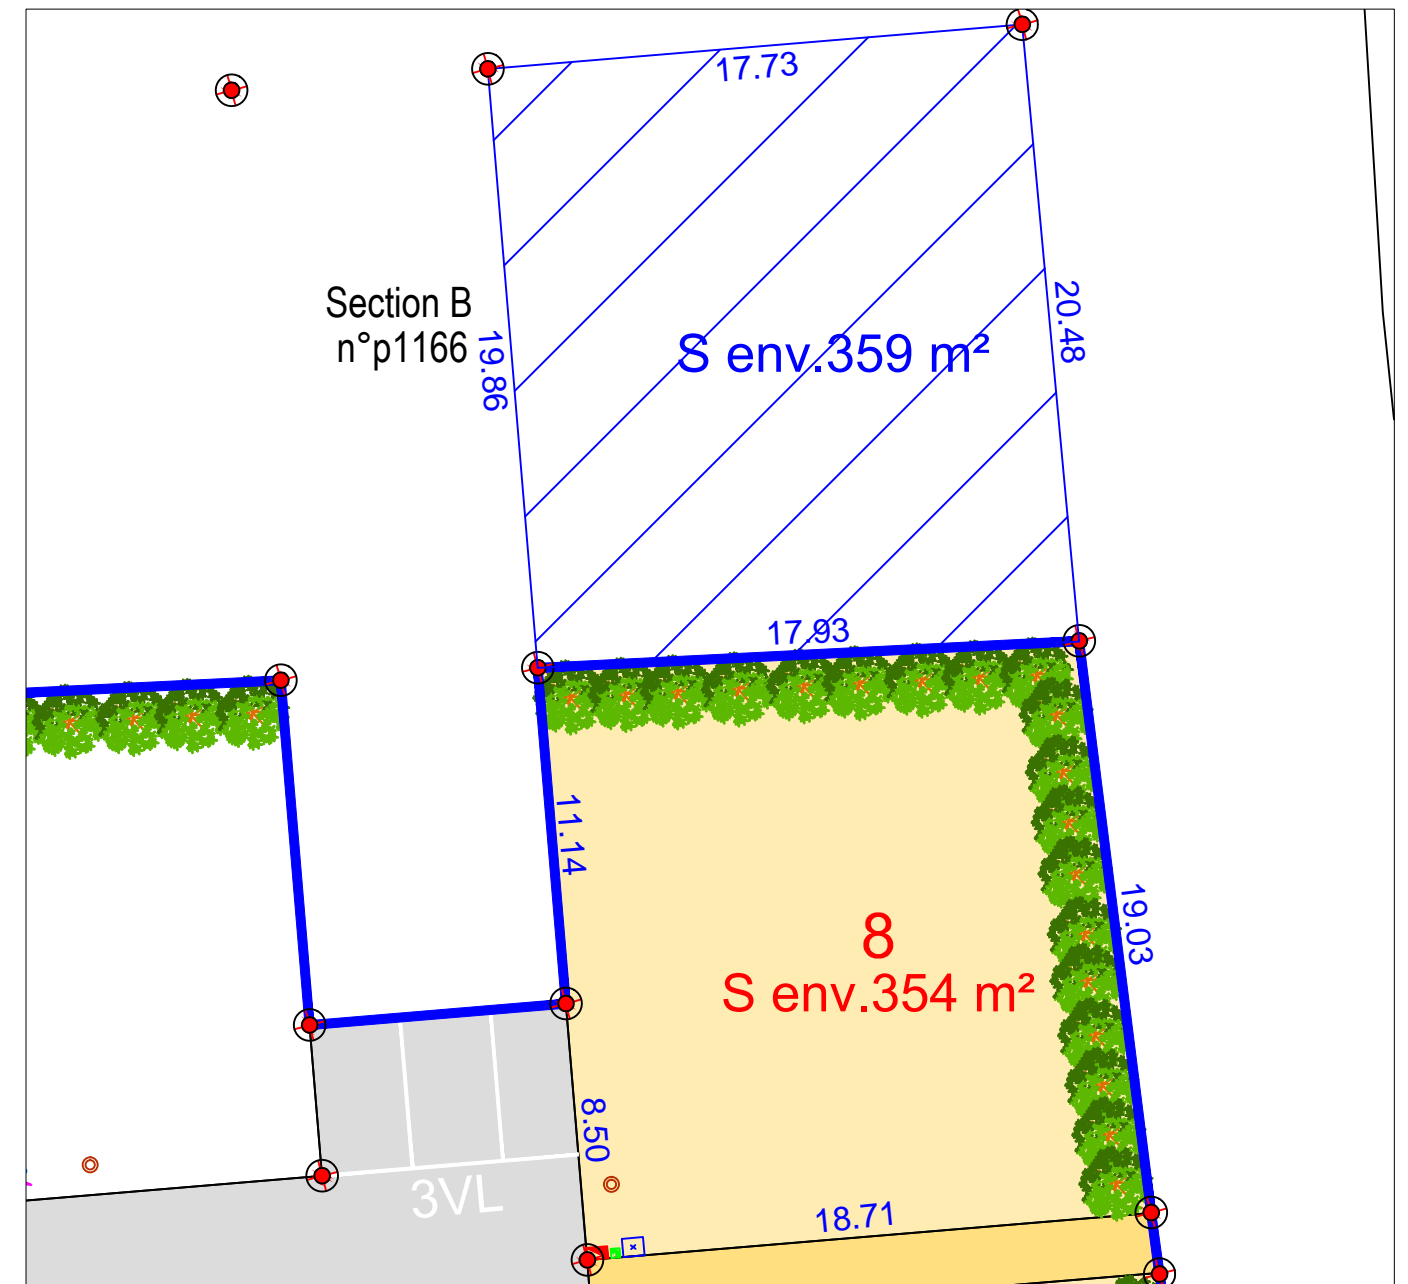 17.73
Section B
n°p1166
19.86
S env.359 m²
20.48
17.93
11.14
19.03
8
S env.354 m²
8.50
3VL
18.71